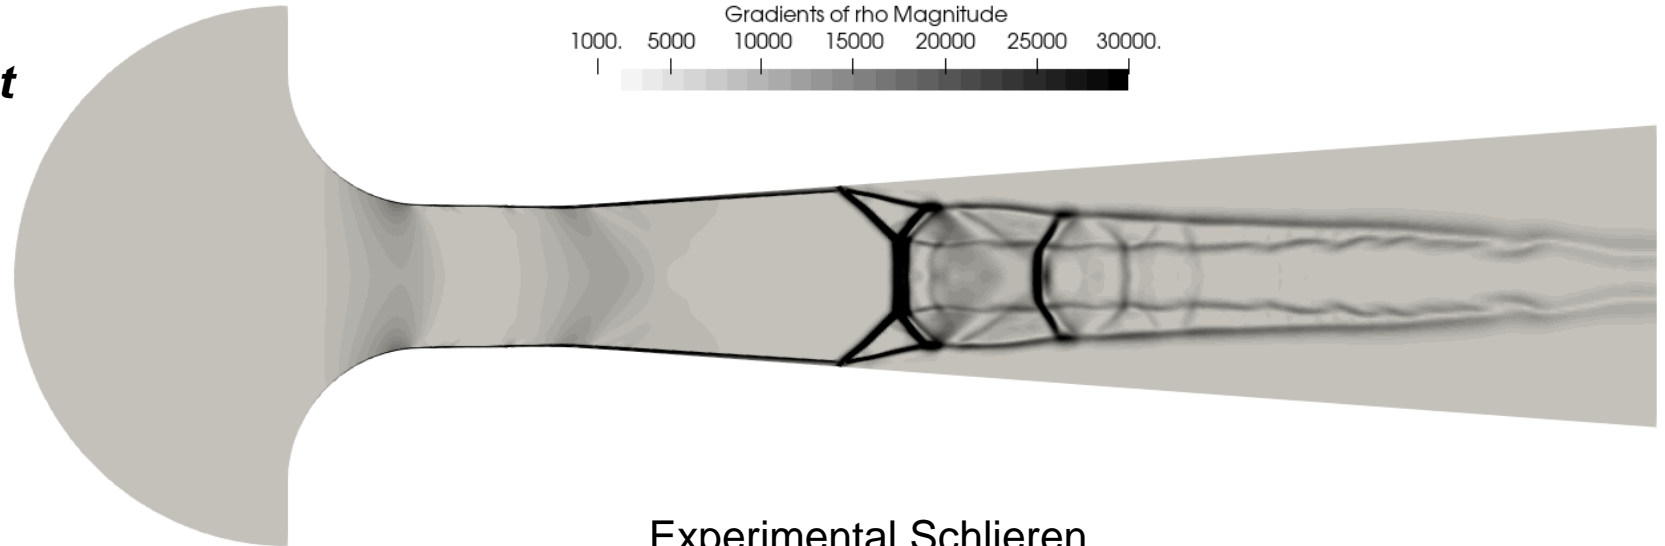 Gradients of rho Magnitude
1000. 5000 10000 15000 20000 25000 30000.
t
Experimental Schlieren